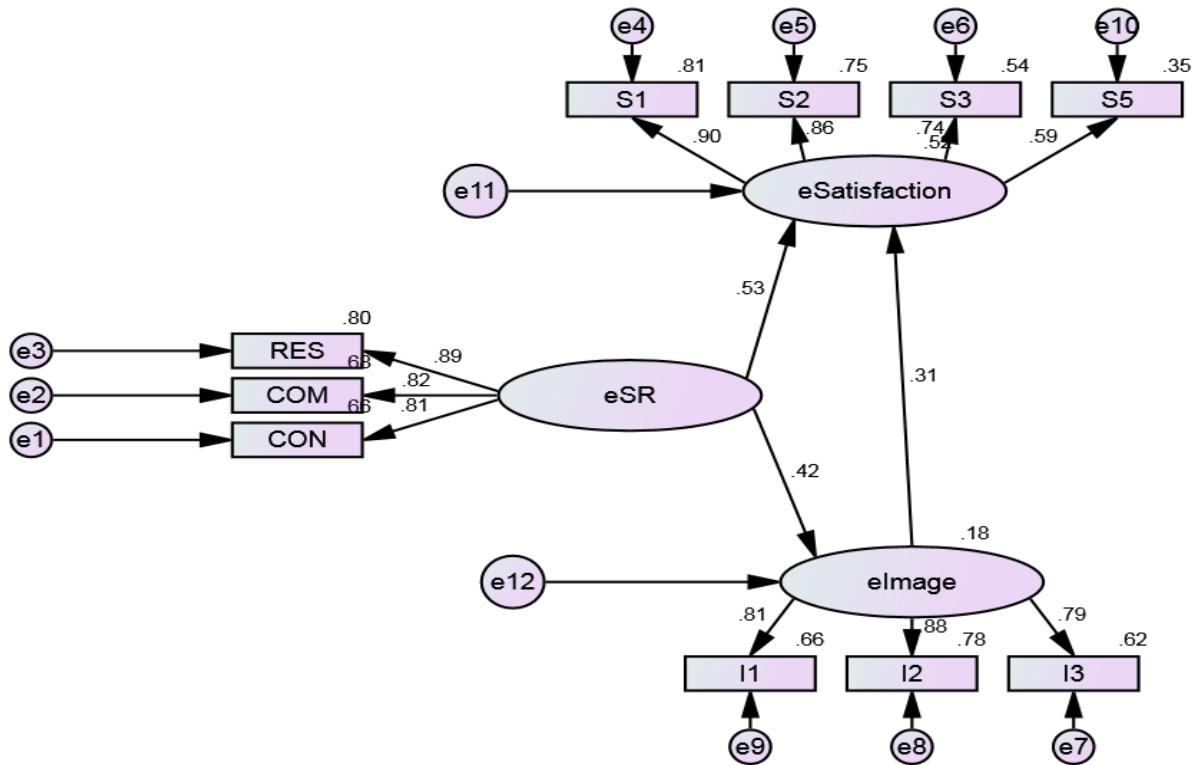 e4 e5 e6 e10
.81 .75 .54 .35
S1 S2 S3 S5
.90 .86 .74 .59
.52
e11 eSatisfaction
.53
.80
e3 RES .89
.68
e2 COM .82 eSR .31
.66 .81
e1 CON
.42
.18
e12 eImage
.81 .88 .79
.66 .78 .62
I1 I2 I3
e9 e8 e7